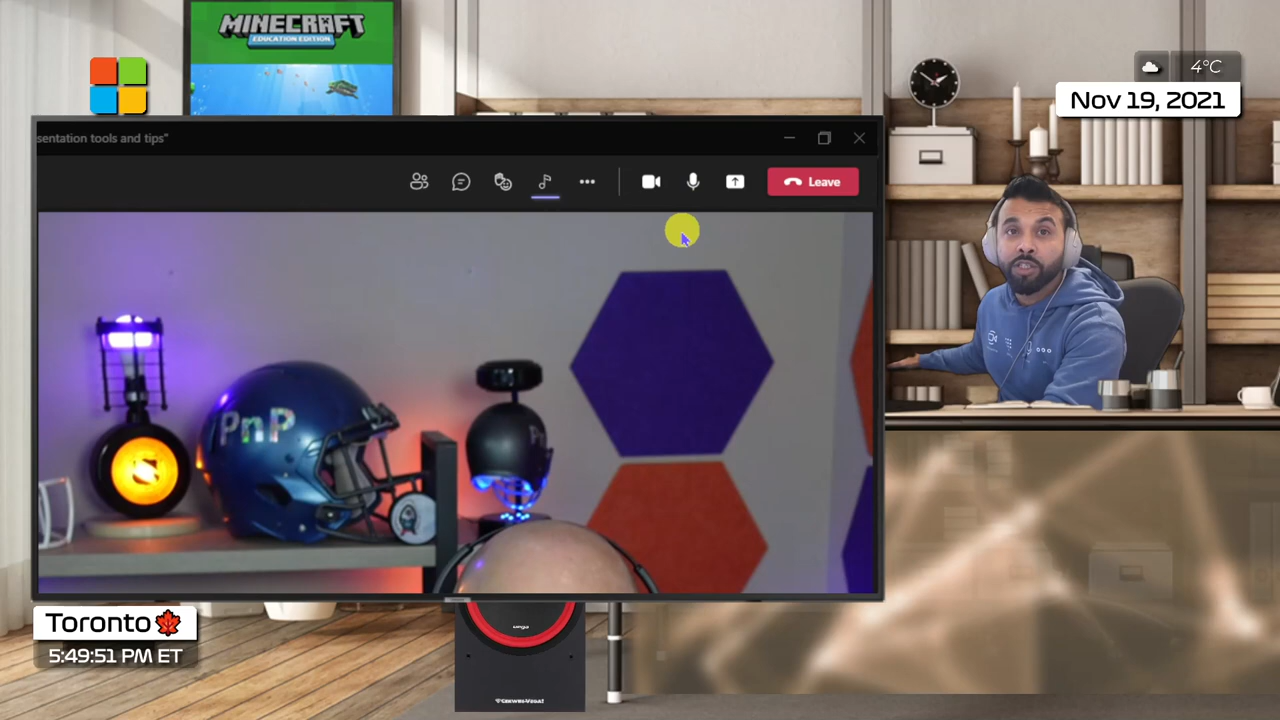 MINECRAFT
EDUCATION EDITION
4°C
Nov 19, 2021
sentation tools and tips"
Leave
PnP
Toronto
5:49:51 PM ET